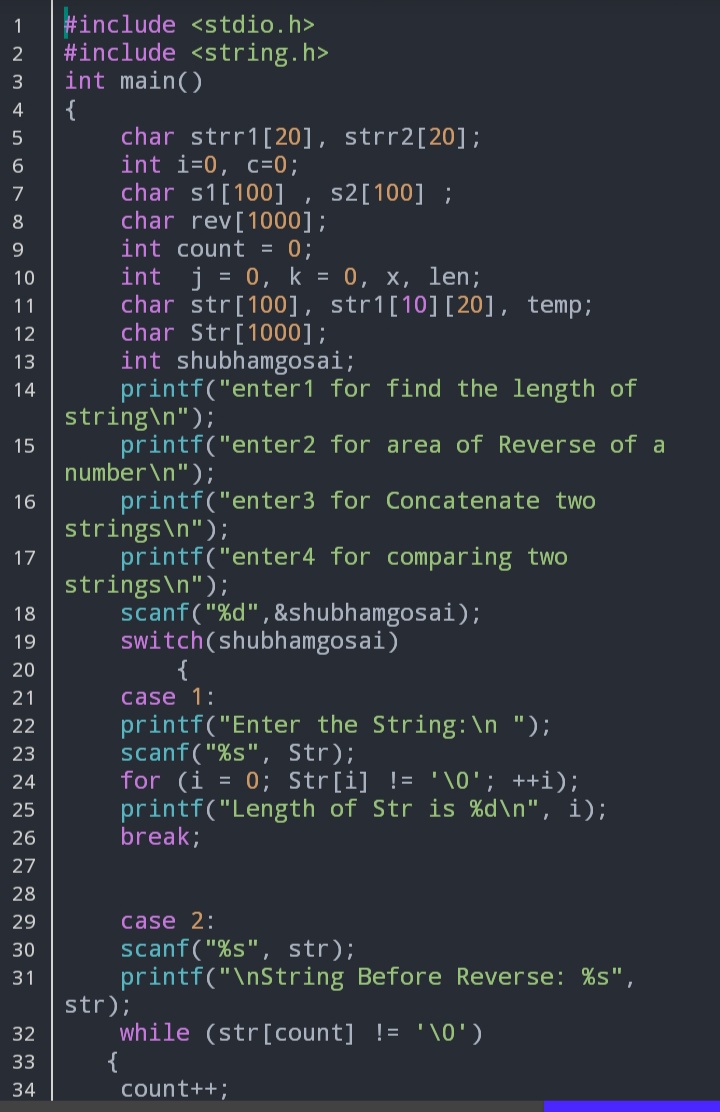 1 #include <stdio.h>
2 #include <string.h>
3 int main()
4 {
5     char strr1[20], strr2[20];
6     int i=0, c=0;
7     char s1[100] , s2[100] ;
8     char rev[1000];
9     int count = 0;
10     int  j = 0, k = 0, x, len;
11     char str[100], str1[10][20], temp;
12     char Str[1000];
13     int shubhamgosai;
14     printf("enter1 for find the length of
string\n");
15     printf("enter2 for area of Reverse of a
number\n");
16     printf("enter3 for Concatenate two
strings\n");
17     printf("enter4 for comparing two
strings\n");
18     scanf("%d",&shubhamgosai);
19     switch(shubhamgosai)
20         {
21     case 1:
22     printf("Enter the String:\n ");
23     scanf("%s", Str);
24     for (i = 0; Str[i] != '\0'; ++i);
25     printf("Length of Str is %d\n", i);
26     break;
27
28
29     case 2:
30     scanf("%s", str);
31     printf("\nString Before Reverse: %s",
str);
32     while (str[count] != '\0')
33    {
34     count++;